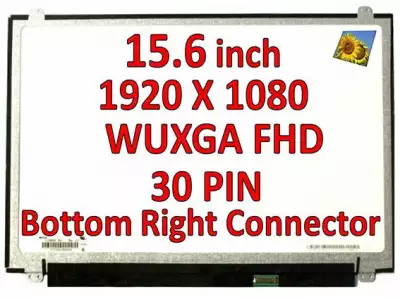 15.6 inch
1920 X 1080
WUXGA FHD
30 PIN
Bottom Right Connector